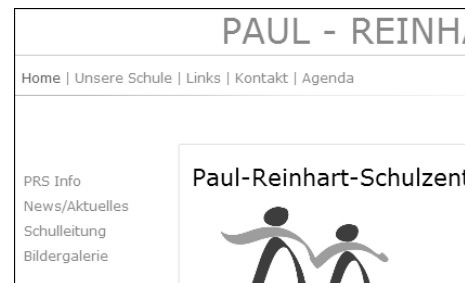 PAUL - REINH
Home | Unsere Schule | Links | Kontakt | Agenda
PRS Info
News/Aktuelles
Schulleitung
Bildergalerie
Paul-Reinhart-Schulzent